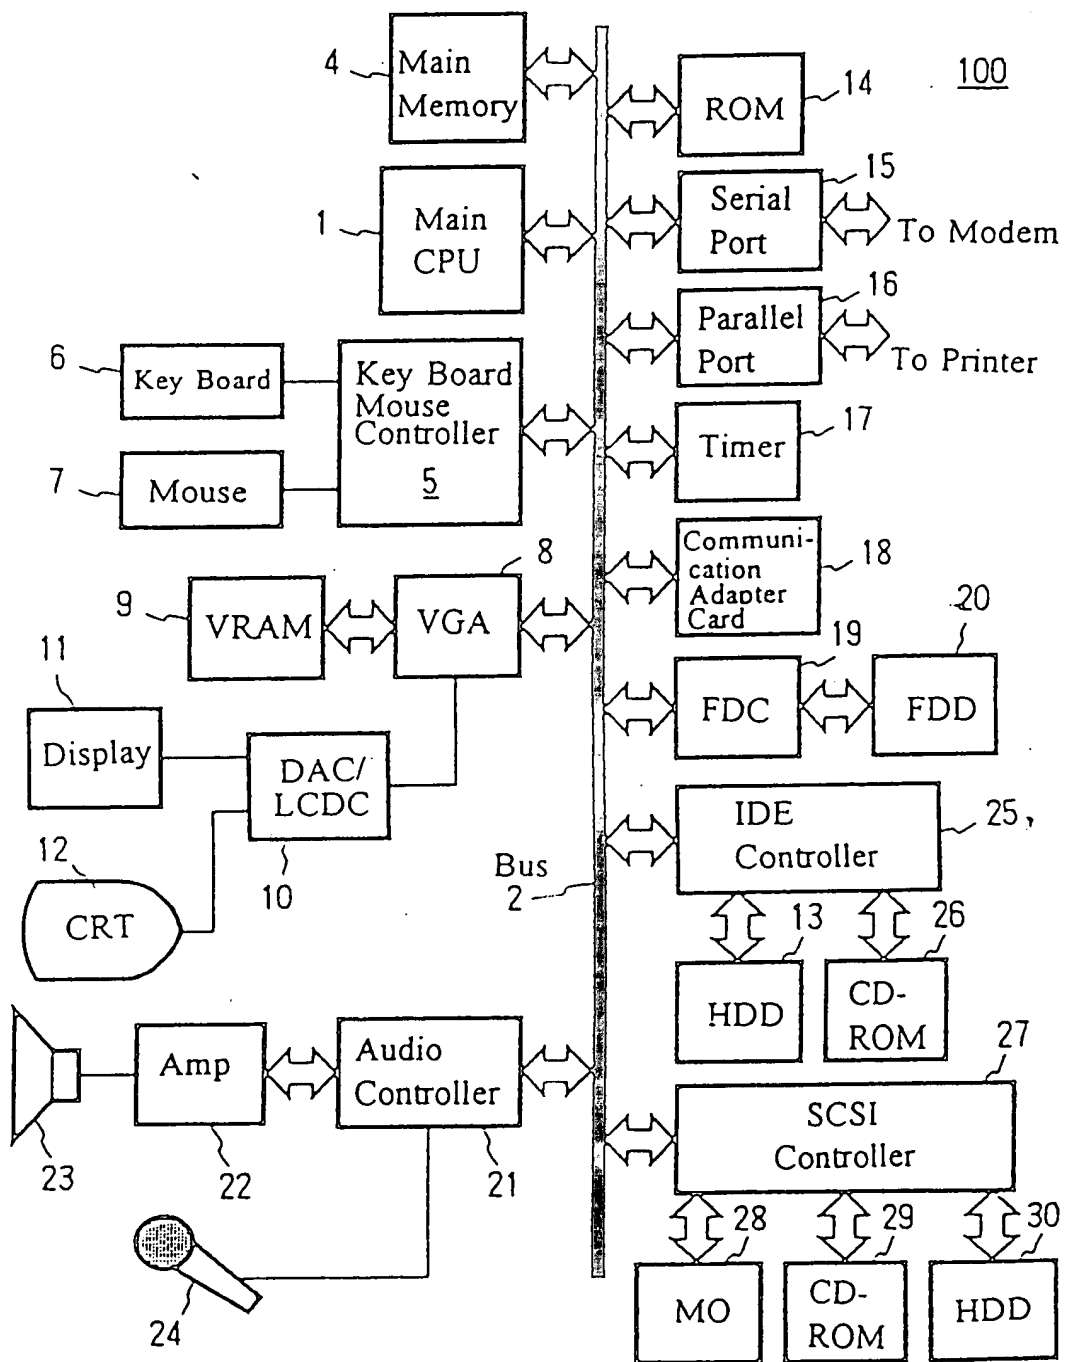 100
4
Main
Memory
14
ROM
1
Main
CPU
15
Serial
Port
To Modem
16
Parallel
Port
To Printer
6
Key Board
7
Mouse
Key Board
Mouse
Controller
5
17
Timer
18
Communi-
cation
Adapter
Card
9
VRAM
8
VGA
19
FDC
20
FDD
11
Display
DAC/
LCDC
10
12
CRT
Bus
2
25,
IDE
Controller
13
HDD
26
CD-
ROM
23
Amp
22
Audio
Controller
21
24
27
SCSI
Controller
28
MO
29
CD-
ROM
30
HDD